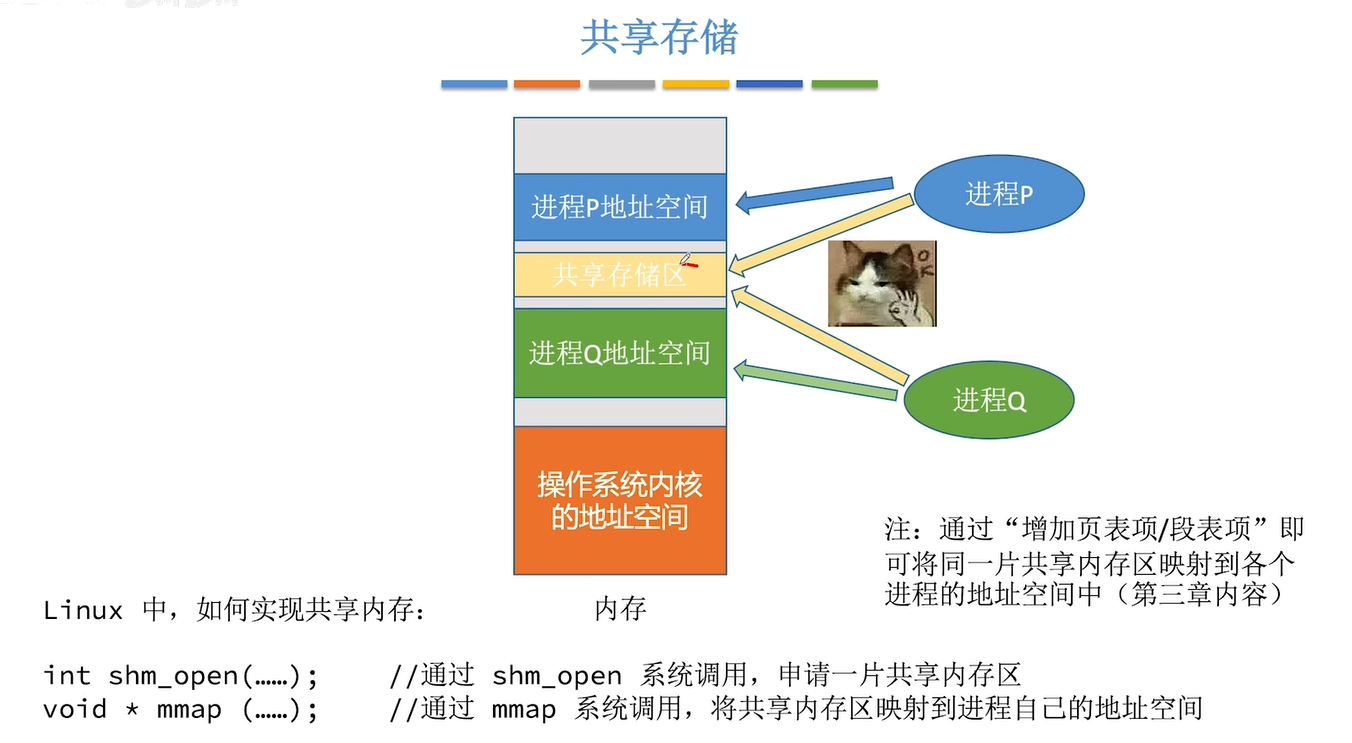 共享存储
进程P地址空间
进程P
共享存储区
进程Q地址空间
进程Q
操作系统内核
的地址空间
内存
注：通过“增加页表项/段表项”即
可将同一片共享内存区映射到各个
进程的地址空间中（第三章内容）
Linux 中，如何实现共享内存：
int shm_open(……);    //通过 shm_open 系统调用，申请一片共享内存区
void * mmap (……);    //通过 mmap 系统调用，将共享内存区映射到进程自己的地址空间
OK